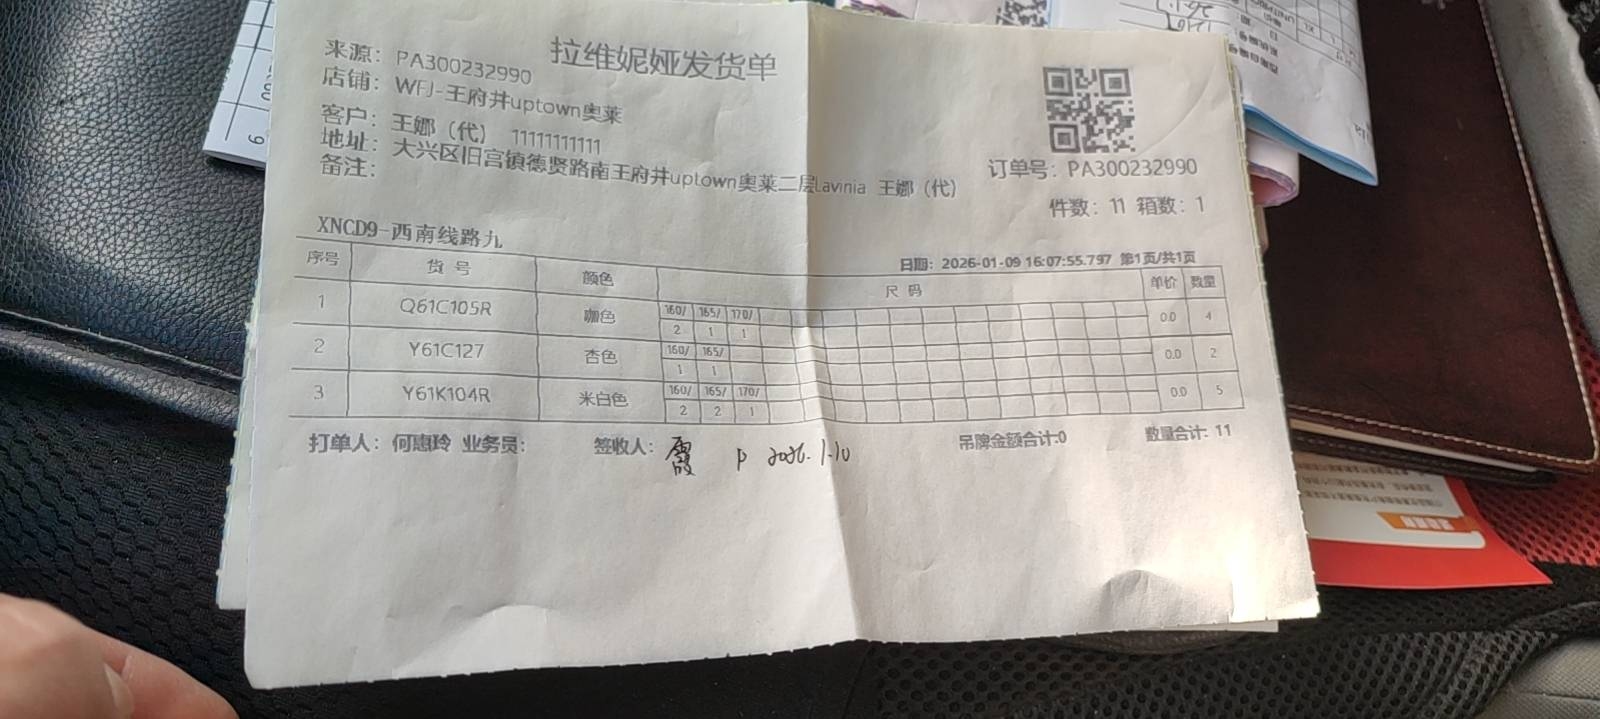 拉维妮娅发货单
来源：PA300232990
店铺：WFJ-王府井uptown奥莱
客户：王娜（代） 11111111111
地址：大兴区旧宫镇德贤路南王府井uptown奥莱二层Lavinia 王娜（代）
备注：
订单号：PA300232990
件数：11 箱数：1
XNCD9-西南线路九
日期：2026-01-09 16:07:55.797 第1页/共1页
序号 货号 颜色 尺码 单价 数量
1 Q61C105R 咖色 160/ 165/ 170/ 0.0 4
2 1 1
2 Y61C127 杏色 160/ 165/ 0.0 2
1 1
3 Y61K104R 米白色 160/ 165/ 170/ 0.0 5
2 2 1
打单人：何惠玲 业务员： 签收人：霞 2026.1.10 吊牌金额合计:0 数量合计: 11